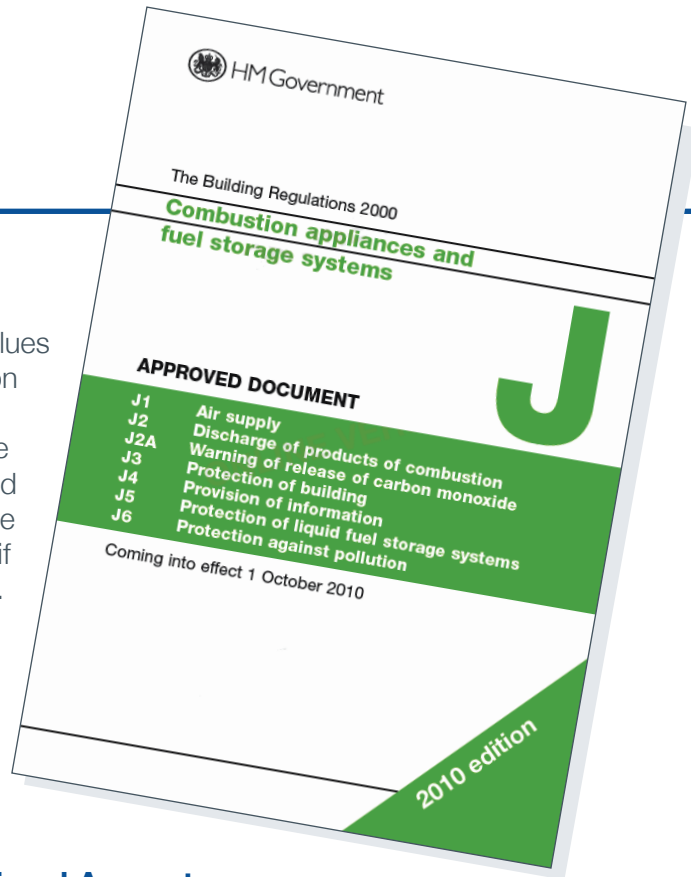 HM Government
The Building Regulations 2000
Combustion appliances and
fuel storage systems
J
APPROVED DOCUMENT
J1 Air supply
J2 Discharge of products of combustion
J2A Warning of release of carbon monoxide
J3 Protection of building
J4 Provision of information
J5 Protection of liquid fuel storage systems
J6 Protection against pollution
Coming into effect 1 October 2010
2010 edition
lues
on
e
d
e
if
.